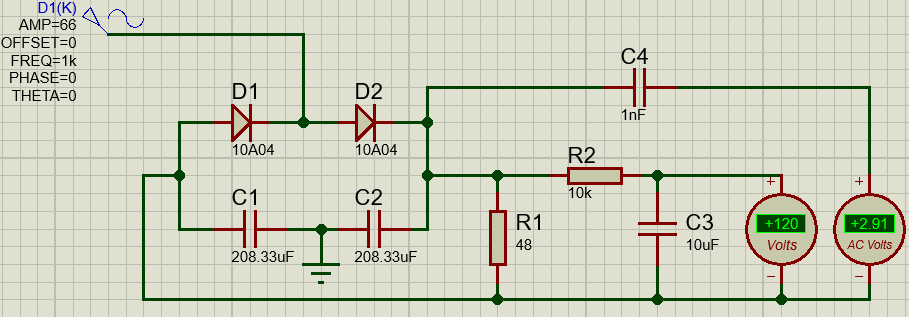 D1(K)
AMP=66
OFFSET=0
FREQ=1k
PHASE=0
THETA=0
D1
10A04
D2
10A04
C4
1nF
R2
10k
C1
208.33uF
C2
208.33uF
R1
48
C3
10uF
+
+120
Volts
−
+
+2.91
AC Volts
−